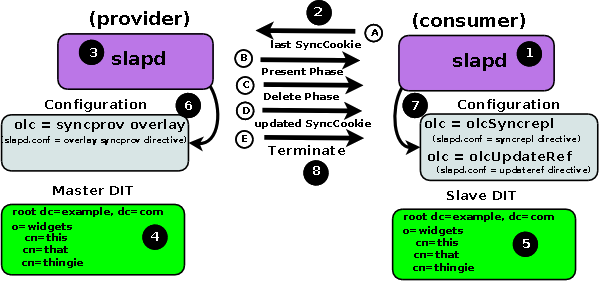 (provider)
2
(consumer)
A
last SyncCookie
3
slapd
B
Present Phase
1
slapd
C
Delete Phase
Configuration
6
D
updated SyncCookie
7
Configuration
olc = syncprov overlay
(slapd.conf = overlay syncprov directive)
E
Terminate
8
olc = olcSyncrepl
(slapd.conf = syncrepl directive)
olc = olcUpdateRef
(slapd.conf = updateref directive)
Master DIT
root dc=example, dc=com
o=widgets
cn=this
cn=that
cn=thingie
4
Slave DIT
root dc=example, dc=com
o=widgets
cn=this
cn=that
cn=thingie
5